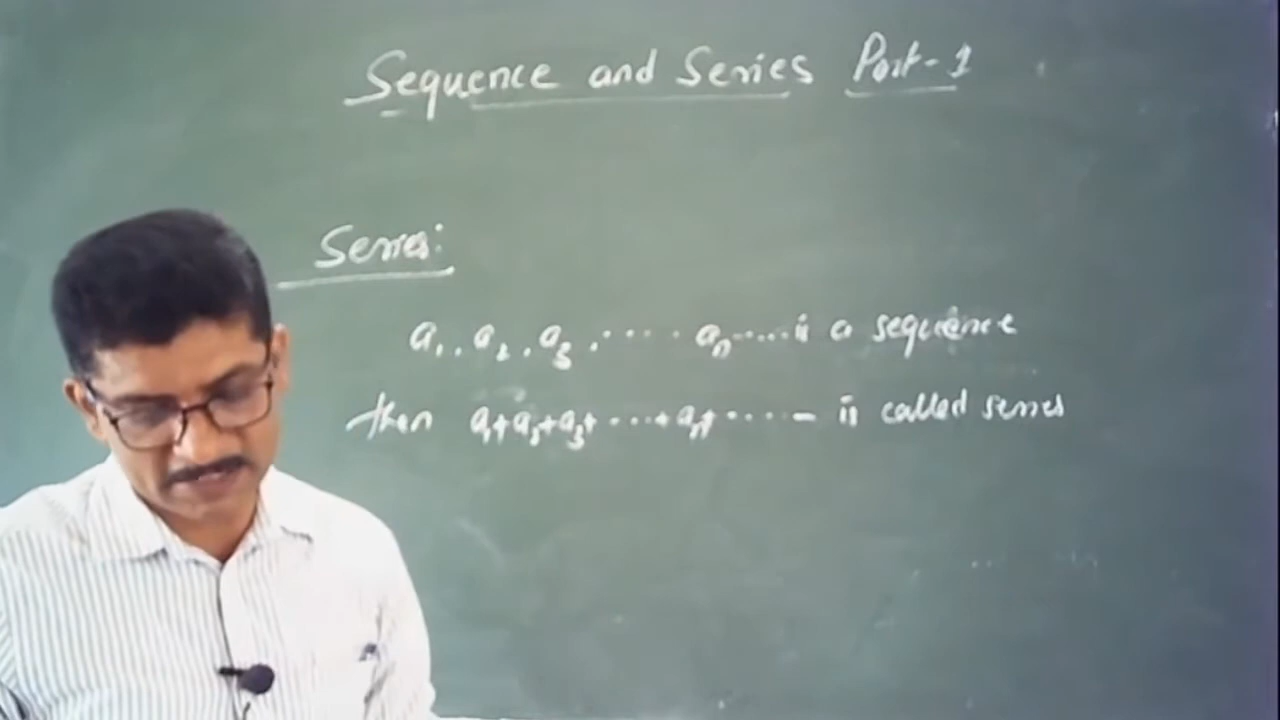 Sequence and Series Part-1
Series:
a₁, a₂, a₃, ..... aₙ ..... is a sequence
then a₁+a₂+a₃+ ....+aₙ+ ..... is called series